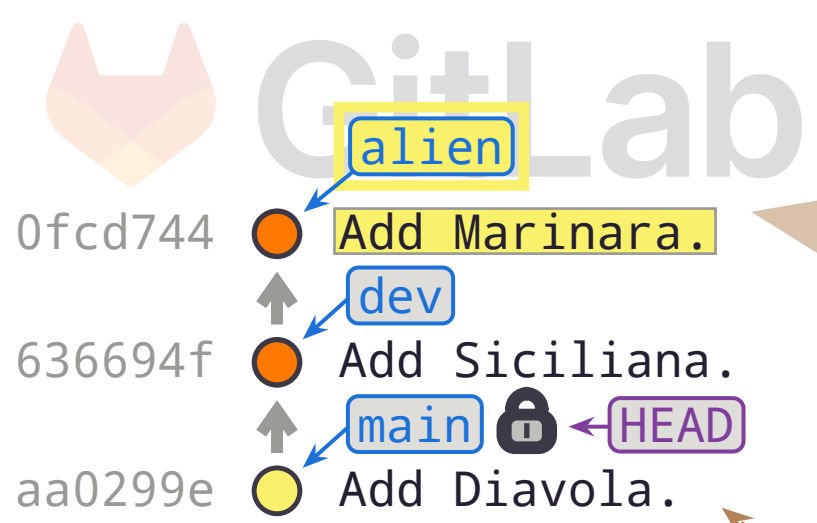 GitLab
alien
0fcd744 Add Marinara.
dev
636694f Add Siciliana.
main HEAD
aa0299e Add Diavola.